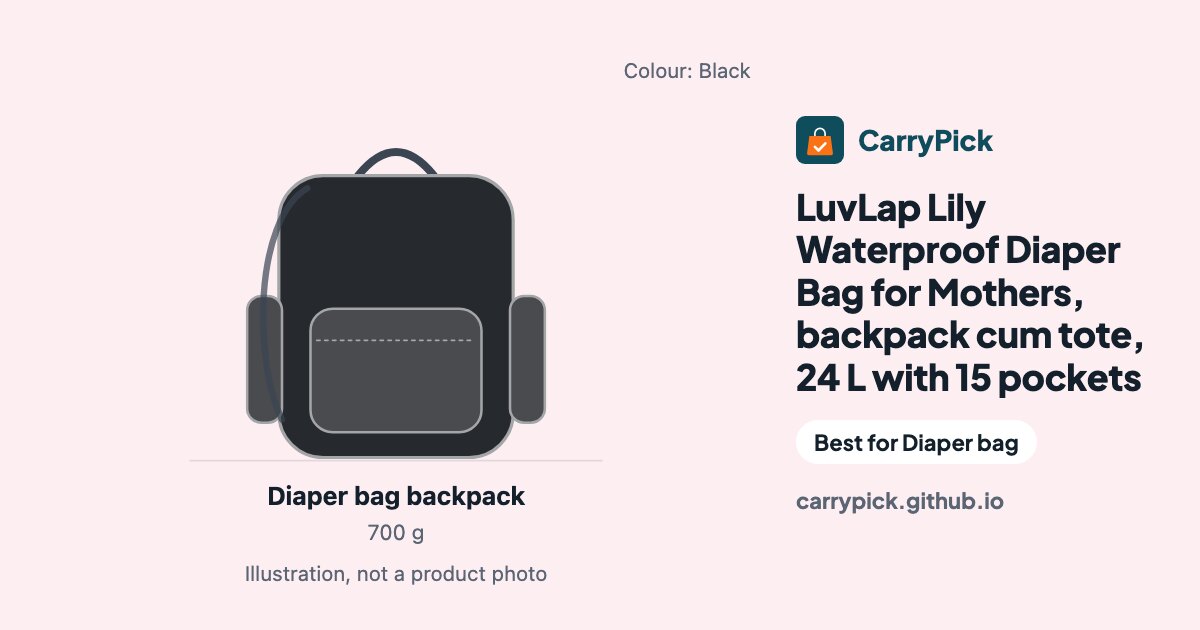 Colour: Black
CarryPick
LuvLap Lily
Waterproof Diaper
Bag for Mothers,
backpack cum tote,
24 L with 15 pockets
Best for Diaper bag
carrypick.github.io
Diaper bag backpack
700 g
Illustration, not a product photo